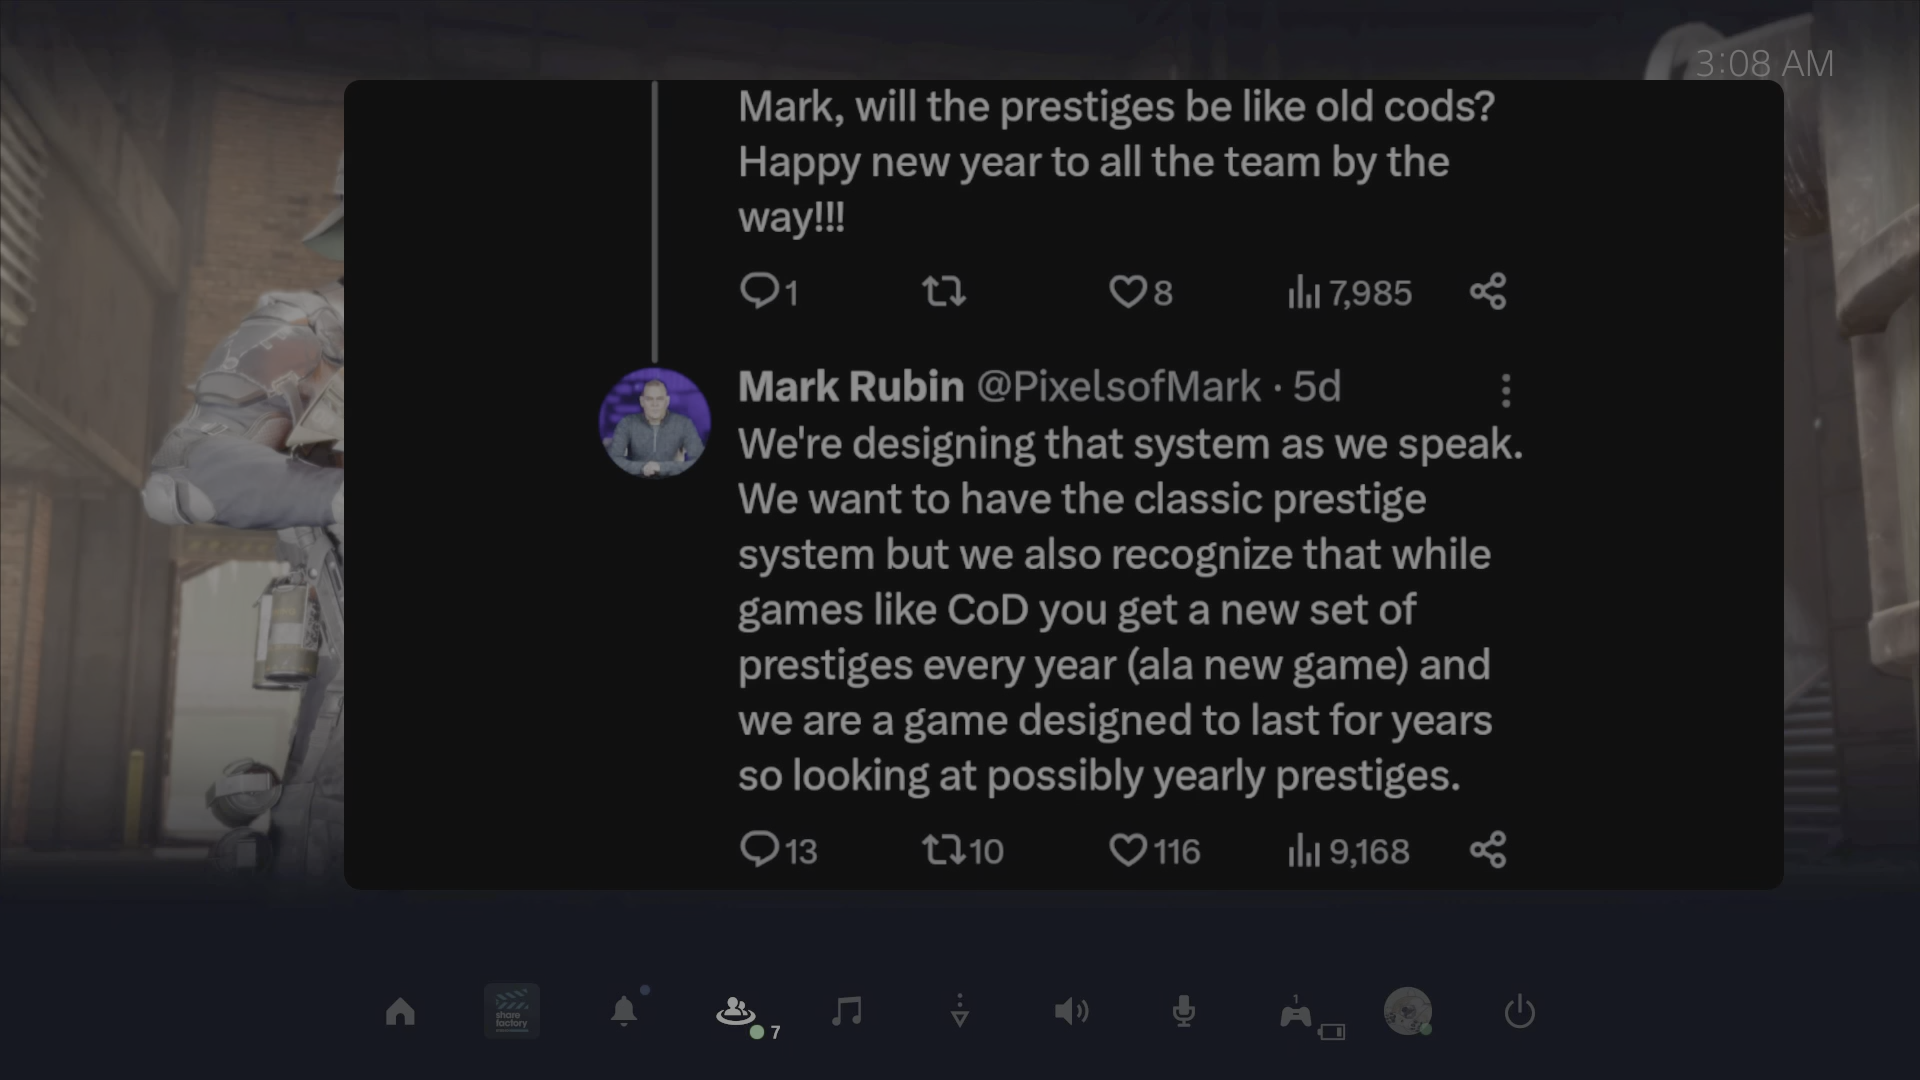 3:08 AM
Mark, will the prestiges be like old cods?
Happy new year to all the team by the
way!!!
1 8 7,985
Mark Rubin @PixelsofMark · 5d
We're designing that system as we speak.
We want to have the classic prestige
system but we also recognize that while
games like CoD you get a new set of
prestiges every year (ala new game) and
we are a game designed to last for years
so looking at possibly yearly prestiges.
13 10 116 9,168
share
factory
7
1